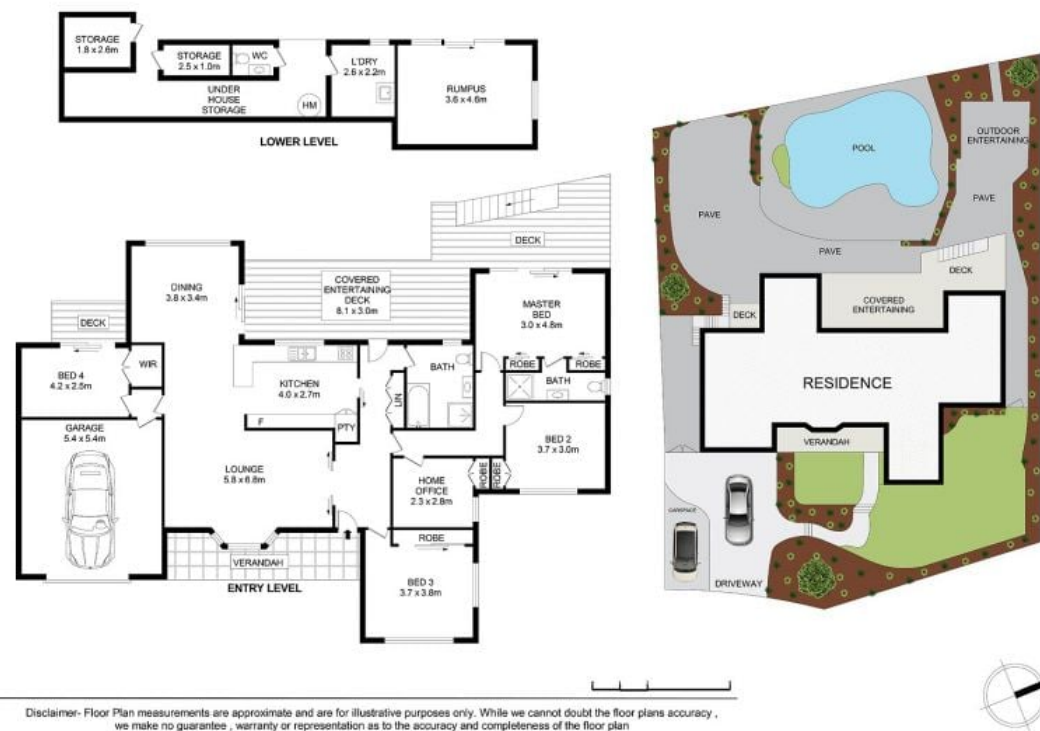 STORAGE
1.8 x 2.6m
STORAGE
2.5 x 1.0m
WC
L'DRY
2.6 x 2.2m
RUMPUS
3.6 x 4.6m
UNDER
HOUSE
STORAGE
HM
LOWER LEVEL
DECK
DINING
3.8 x 3.4m
COVERED
ENTERTAINING
DECK
8.1 x 3.0m
MASTER
BED
3.0 x 4.8m
DECK
BED 4
4.2 x 2.5m
WIR
KITCHEN
4.0 x 2.7m
BATH
ROBE
ROBE
BATH
LIN
F
PTY
GARAGE
5.4 x 5.4m
LOUNGE
5.8 x 6.8m
BED 2
3.7 x 3.0m
HOME
OFFICE
2.3 x 2.8m
ROBE
ROBE
ROBE
VERANDAH
ENTRY LEVEL
BED 3
3.7 x 3.8m
POOL
OUTDOOR
ENTERTAINING
PAVE
PAVE
PAVE
DECK
DECK
COVERED
ENTERTAINING
RESIDENCE
VERANDAH
CARSPACE
DRIVEWAY
Disclaimer- Floor Plan measurements are approximate and are for illustrative purposes only. While we cannot doubt the floor plans accuracy ,
we make no guarantee , warranty or representation as to the accuracy and completeness of the floor plan